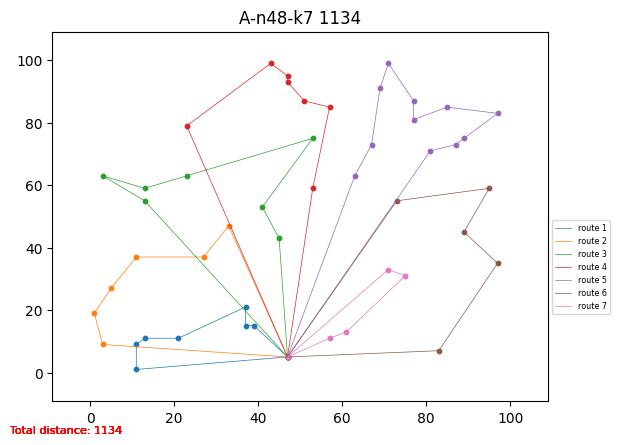 A-n48-k7 1134
100
80
60
40
20
0
0 20 40 60 80 100
route 1
route 2
route 3
route 4
route 5
route 6
route 7
Total distance: 1134